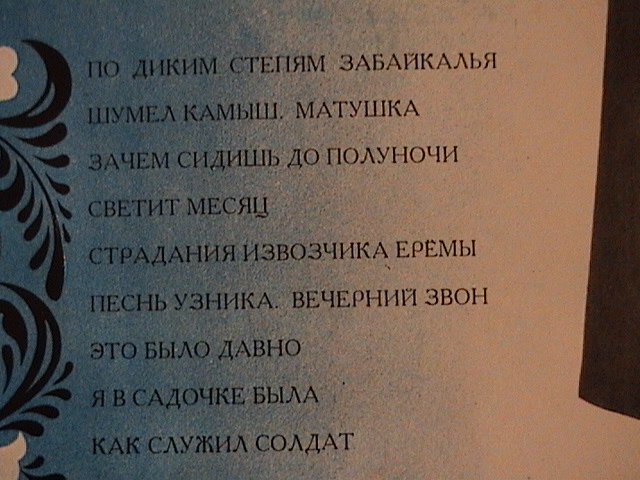 ПО ДИКИМ СТЕПЯМ ЗАБАЙКАЛЬЯ
ШУМЕЛ КАМЫШ. МАТУШКА
ЗАЧЕМ СИДИШЬ ДО ПОЛУНОЧИ
СВЕТИТ МЕСЯЦ
СТРАДАНИЯ ИЗВОЗЧИКА ЕРЁМЫ
ПЕСНЬ УЗНИКА. ВЕЧЕРНИЙ ЗВОН
ЭТО БЫЛО ДАВНО
Я В САДОЧКЕ БЫЛА
КАК СЛУЖИЛ СОЛДАТ